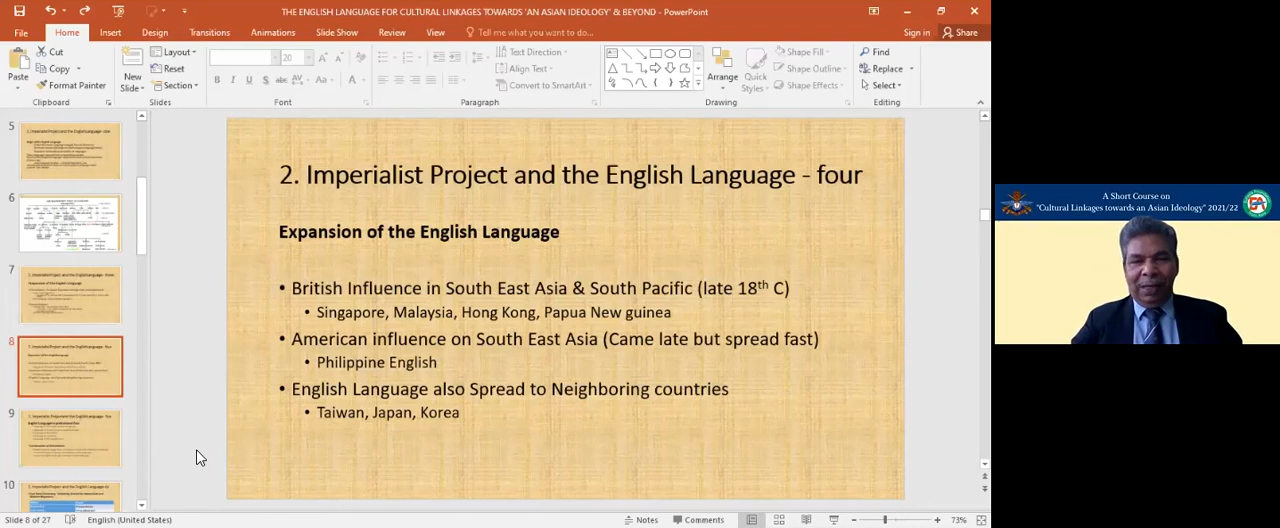 THE ENGLISH LANGUAGE FOR CULTURAL LINKAGES TOWARDS 'AN ASIAN IDEOLOGY' & BEYOND - PowerPoint
File Home Insert Design Transitions Animations Slide Show Review View Tell me what you want to do... Sign in Share
Paste
Cut
Copy
Format Painter
Clipboard
New
Slide
Layout
Reset
Section
Slides
20
Font
Text Direction
Align Text
Convert to SmartArt
Paragraph
Arrange
Quick
Styles
Shape Fill
Shape Outline
Shape Effects
Drawing
Find
Replace
Select
Editing
5
6
7
8
9
10
2. Imperialist Project and the English Language - four
Expansion of the English Language
• British Influence in South East Asia & South Pacific (late 18th C)
• Singapore, Malaysia, Hong Kong, Papua New guinea
• American influence on South East Asia (Came late but spread fast)
• Philippine English
• English Language also Spread to Neighboring countries
• Taiwan, Japan, Korea
A Short Course on
"Cultural Linkages towards an Asian Ideology" 2021/22
Slide 8 of 27 English (United States) Notes Comments 73%